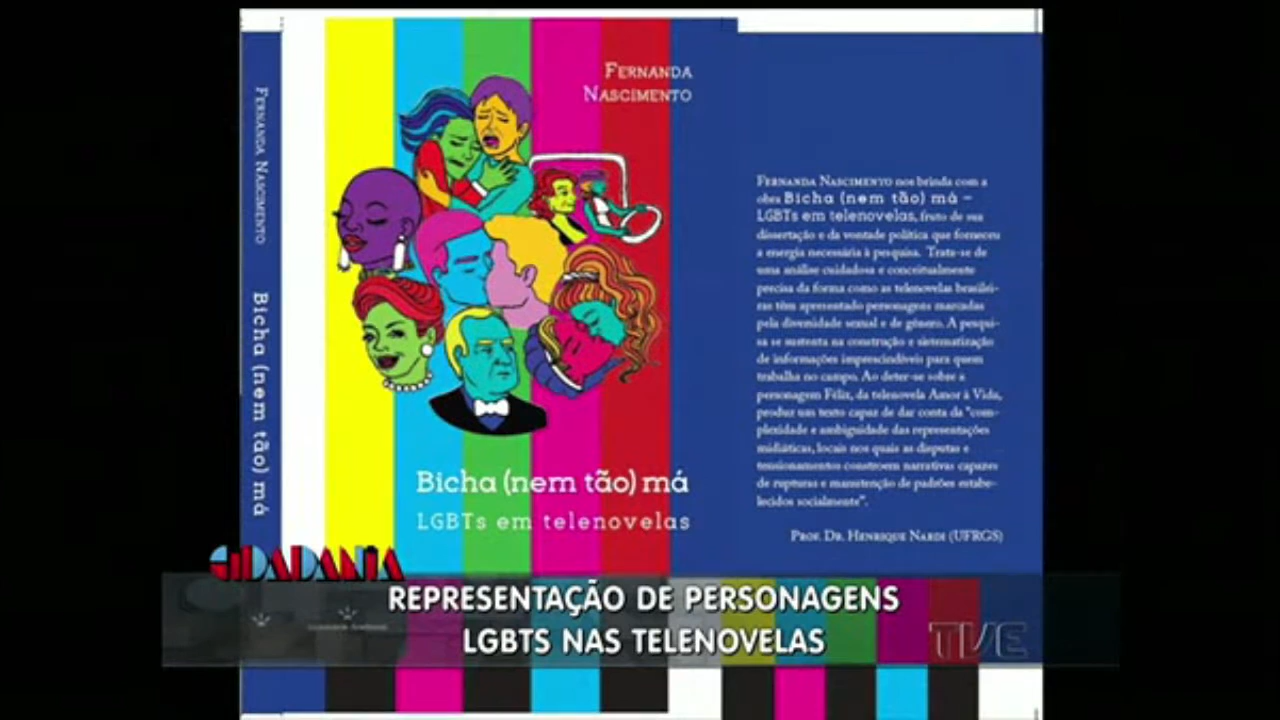 FERNANDA NASCIMENTO
Bicha (nem tão) má
FERNANDA
NASCIMENTO
Bicha (nem tão) má
LGBTs em telenovelas
FERNANDA NASCIMENTO nos brinda com a
obra Bicha (nem tão) má –
LGBTs em telenovelas, fruto de sua
dissertação e da vontade política que forneceu
a energia necessária à pesquisa. Trata-se de
uma análise cuidadosa e conceitualmente
precisa da forma como as telenovelas brasilei-
ras têm apresentado personagens marcadas
pela diversidade sexual e de gênero. A pesqui-
sa se sustenta na construção e sistematização
de informações imprescindíveis para quem
trabalha no campo. Ao deter-se sobre a
personagem Félix, da telenovela Amor à Vida,
produz um texto capaz de dar conta da "com-
plexidade e ambiguidade das representações
midiáticas, locais nos quais as disputas e
tensionamentos constroem narrativas capazes
de rupturas e manutenção de padrões estabe-
lecidos socialmente".
PROF. DR. HENRIQUE NARDI (UFRGS)
CIDADANIA
REPRESENTAÇÃO DE PERSONAGENS
LGBTS NAS TELENOVELAS
TVE